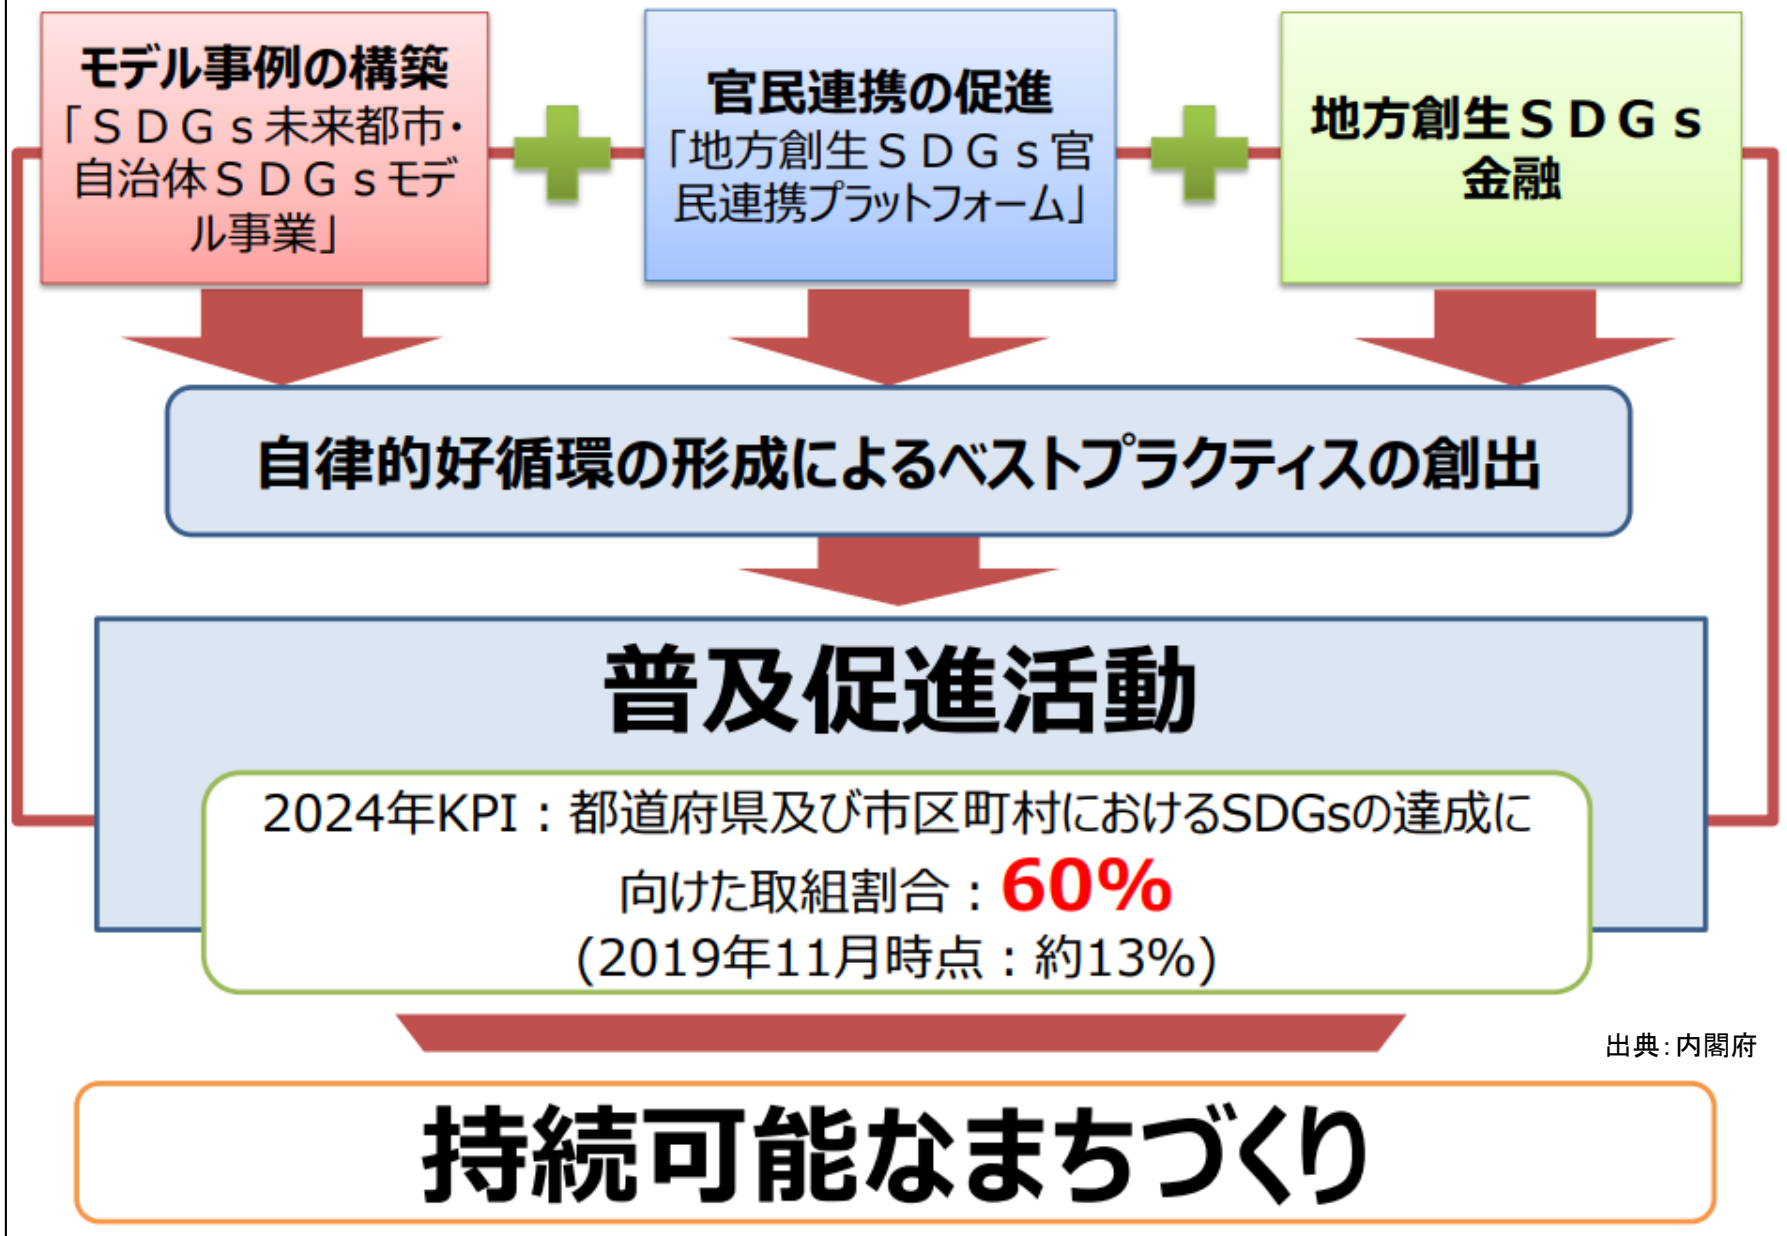 モデル事例の構築
「ＳＤＧｓ未来都市・
自治体ＳＤＧｓモデ
ル事業」
官民連携の促進
「地方創生ＳＤＧｓ官
民連携プラットフォーム」
地方創生ＳＤＧｓ
金融
自律的好循環の形成によるベストプラクティスの創出
普及促進活動
2024年KPI：都道府県及び市区町村におけるSDGsの達成に
向けた取組割合：60%
(2019年11月時点：約13%)
出典：内閣府
持続可能なまちづくり